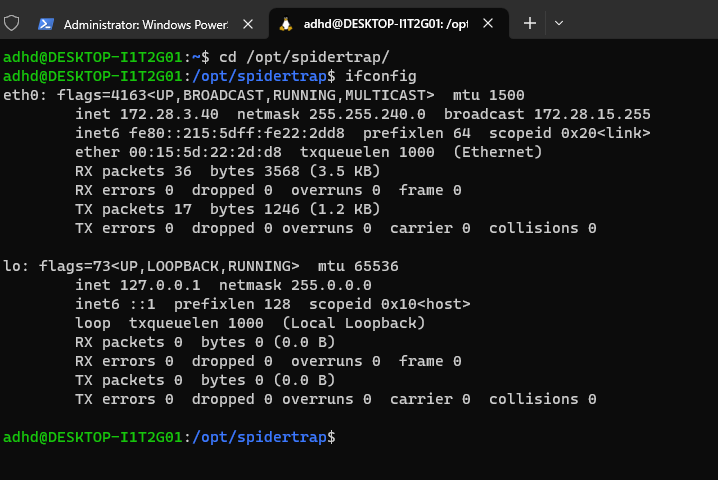 Administrator: Windows Power
adhd@DESKTOP-I1T2G01: /opt
adhd@DESKTOP-I1T2G01:~$ cd /opt/spidertrap/
adhd@DESKTOP-I1T2G01:/opt/spidertrap$ ifconfig
eth0: flags=4163<UP,BROADCAST,RUNNING,MULTICAST>  mtu 1500
        inet 172.28.3.40  netmask 255.255.240.0  broadcast 172.28.15.255
        inet6 fe80::215:5dff:fe22:2dd8  prefixlen 64  scopeid 0x20<link>
        ether 00:15:5d:22:2d:d8  txqueuelen 1000  (Ethernet)
        RX packets 36  bytes 3568 (3.5 KB)
        RX errors 0  dropped 0  overruns 0  frame 0
        TX packets 17  bytes 1246 (1.2 KB)
        TX errors 0  dropped 0 overruns 0  carrier 0  collisions 0
lo: flags=73<UP,LOOPBACK,RUNNING>  mtu 65536
        inet 127.0.0.1  netmask 255.0.0.0
        inet6 ::1  prefixlen 128  scopeid 0x10<host>
        loop  txqueuelen 1000  (Local Loopback)
        RX packets 0  bytes 0 (0.0 B)
        RX errors 0  dropped 0  overruns 0  frame 0
        TX packets 0  bytes 0 (0.0 B)
        TX errors 0  dropped 0 overruns 0  carrier 0  collisions 0
adhd@DESKTOP-I1T2G01:/opt/spidertrap$